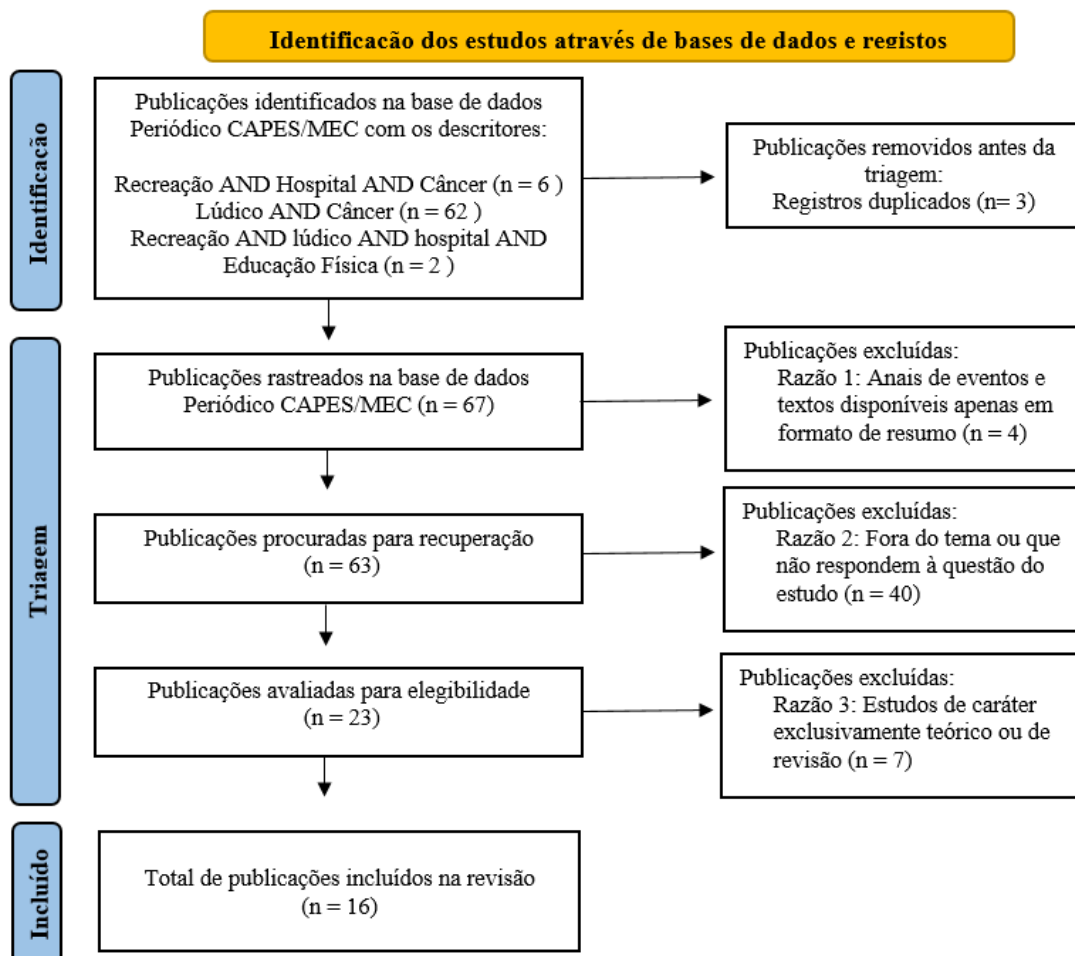 Identificação dos estudos através de bases de dados e registos
Identificação
Publicações identificados na base de dados
Periódico CAPES/MEC com os descritores:
Recreação AND Hospital AND Câncer (n = 6 )
Lúdico AND Câncer (n = 62 )
Recreação AND lúdico AND hospital AND
Educação Física (n = 2 )
Publicações removidos antes da
triagem:
Registros duplicados (n= 3)
Triagem
Publicações rastreados na base de dados
Periódico CAPES/MEC (n = 67)
Publicações excluídas:
Razão 1: Anais de eventos e
textos disponíveis apenas em
formato de resumo (n = 4)
Publicações procuradas para recuperação
(n = 63)
Publicações excluídas:
Razão 2: Fora do tema ou que
não respondem à questão do
estudo (n = 40)
Publicações avaliadas para elegibilidade
(n = 23)
Publicações excluídas:
Razão 3: Estudos de caráter
exclusivamente teórico ou de
revisão (n = 7)
Incluído
Total de publicações incluídos na revisão
(n = 16)